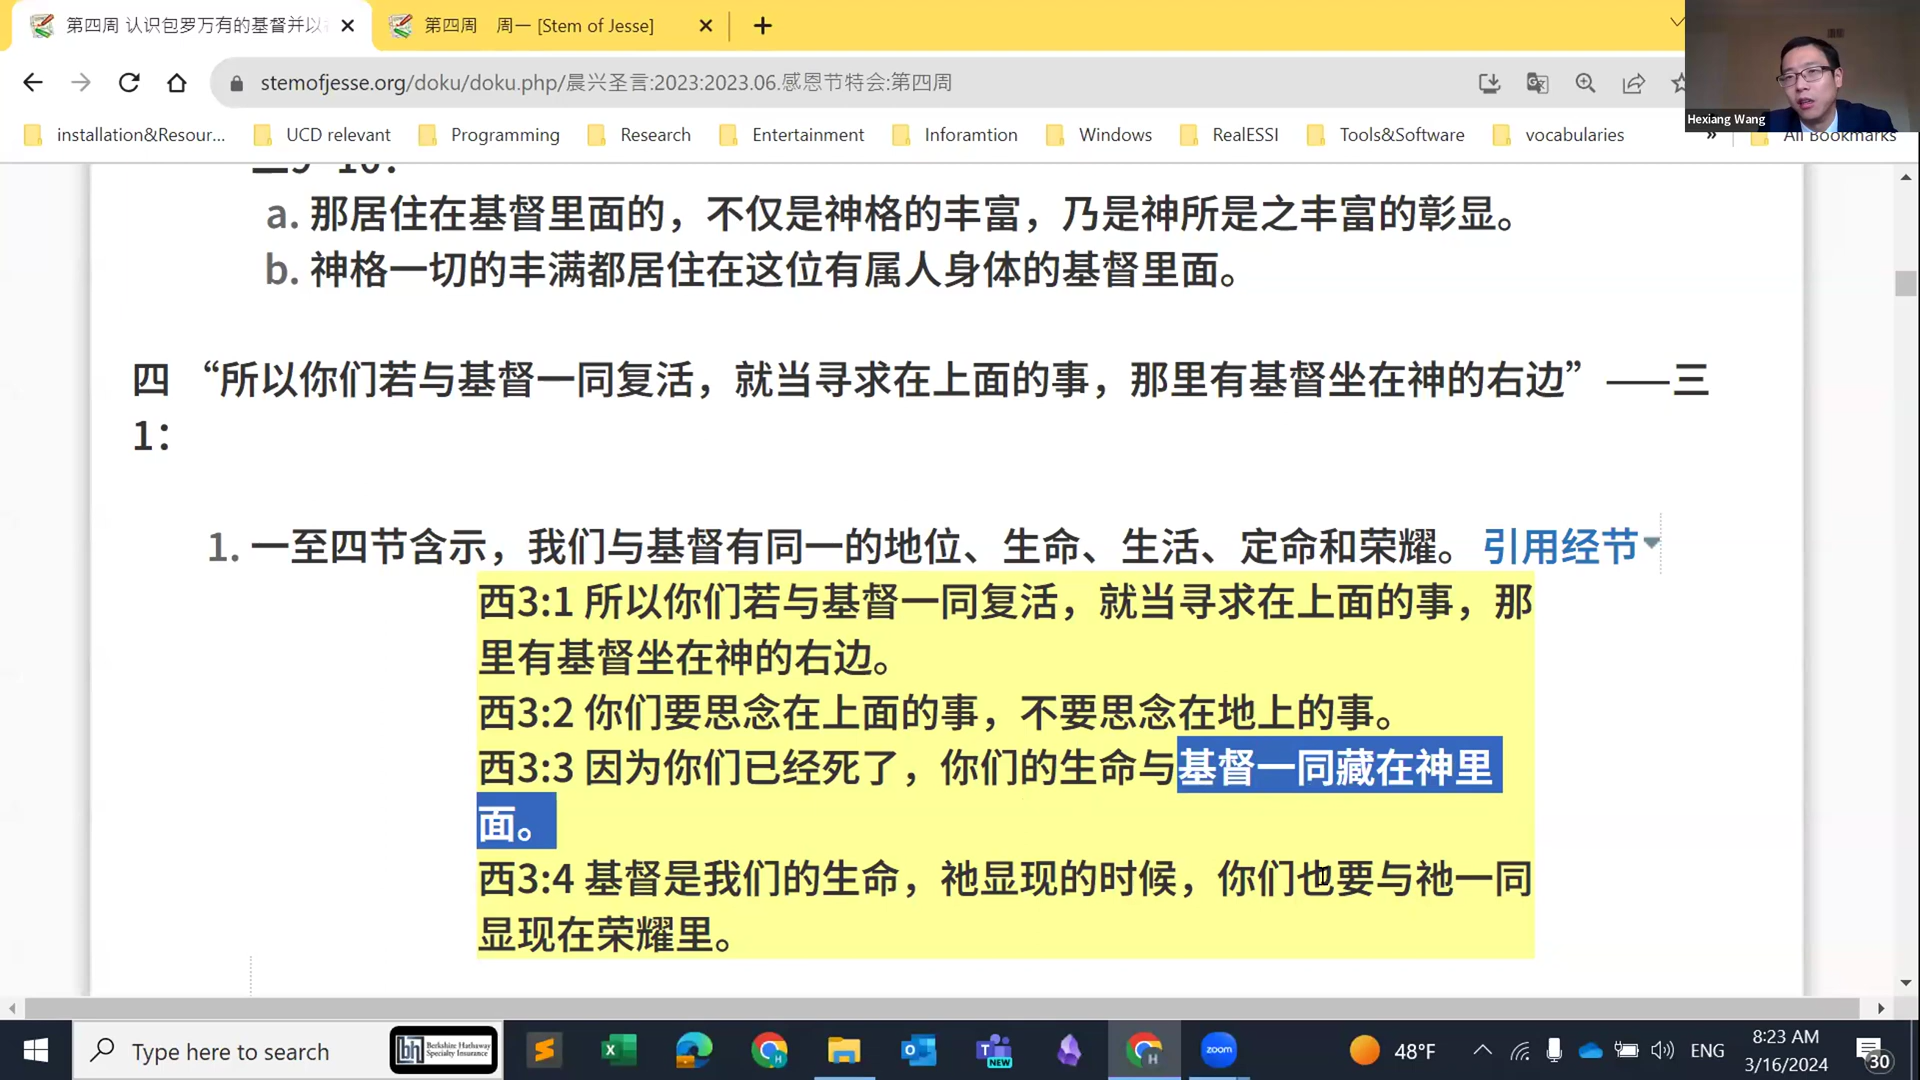 第四周 认识包罗万有的基督并以
第四周 周一 [Stem of Jesse]
stemofjesse.org/doku/doku.php/晨兴圣言:2023:2023.06.感恩节特会:第四周
Hexiang Wang
installation&Resour...
UCD relevant
Programming
Research
Entertainment
Inforamtion
Windows
RealESSI
Tools&Software
vocabularies
»
All Bookmarks
a. 那居住在基督里面的，不仅是神格的丰富，乃是神所是之丰富的彰显。
b. 神格一切的丰满都居住在这位有属人身体的基督里面。
四 “所以你们若与基督一同复活，就当寻求在上面的事，那里有基督坐在神的右边”——三
1：
1. 一至四节含示，我们与基督有同一的地位、生命、生活、定命和荣耀。 引用经节
西3:1 所以你们若与基督一同复活，就当寻求在上面的事，那
里有基督坐在神的右边。
西3:2 你们要思念在上面的事，不要思念在地上的事。
西3:3 因为你们已经死了，你们的生命与基督一同藏在神里
面。
西3:4 基督是我们的生命，祂显现的时候，你们也要与祂一同
显现在荣耀里。
Type here to search
Berkshire Hathaway
Specialty Insurance
NEW
zoom
48°F
ENG
8:23 AM
3/16/2024
30